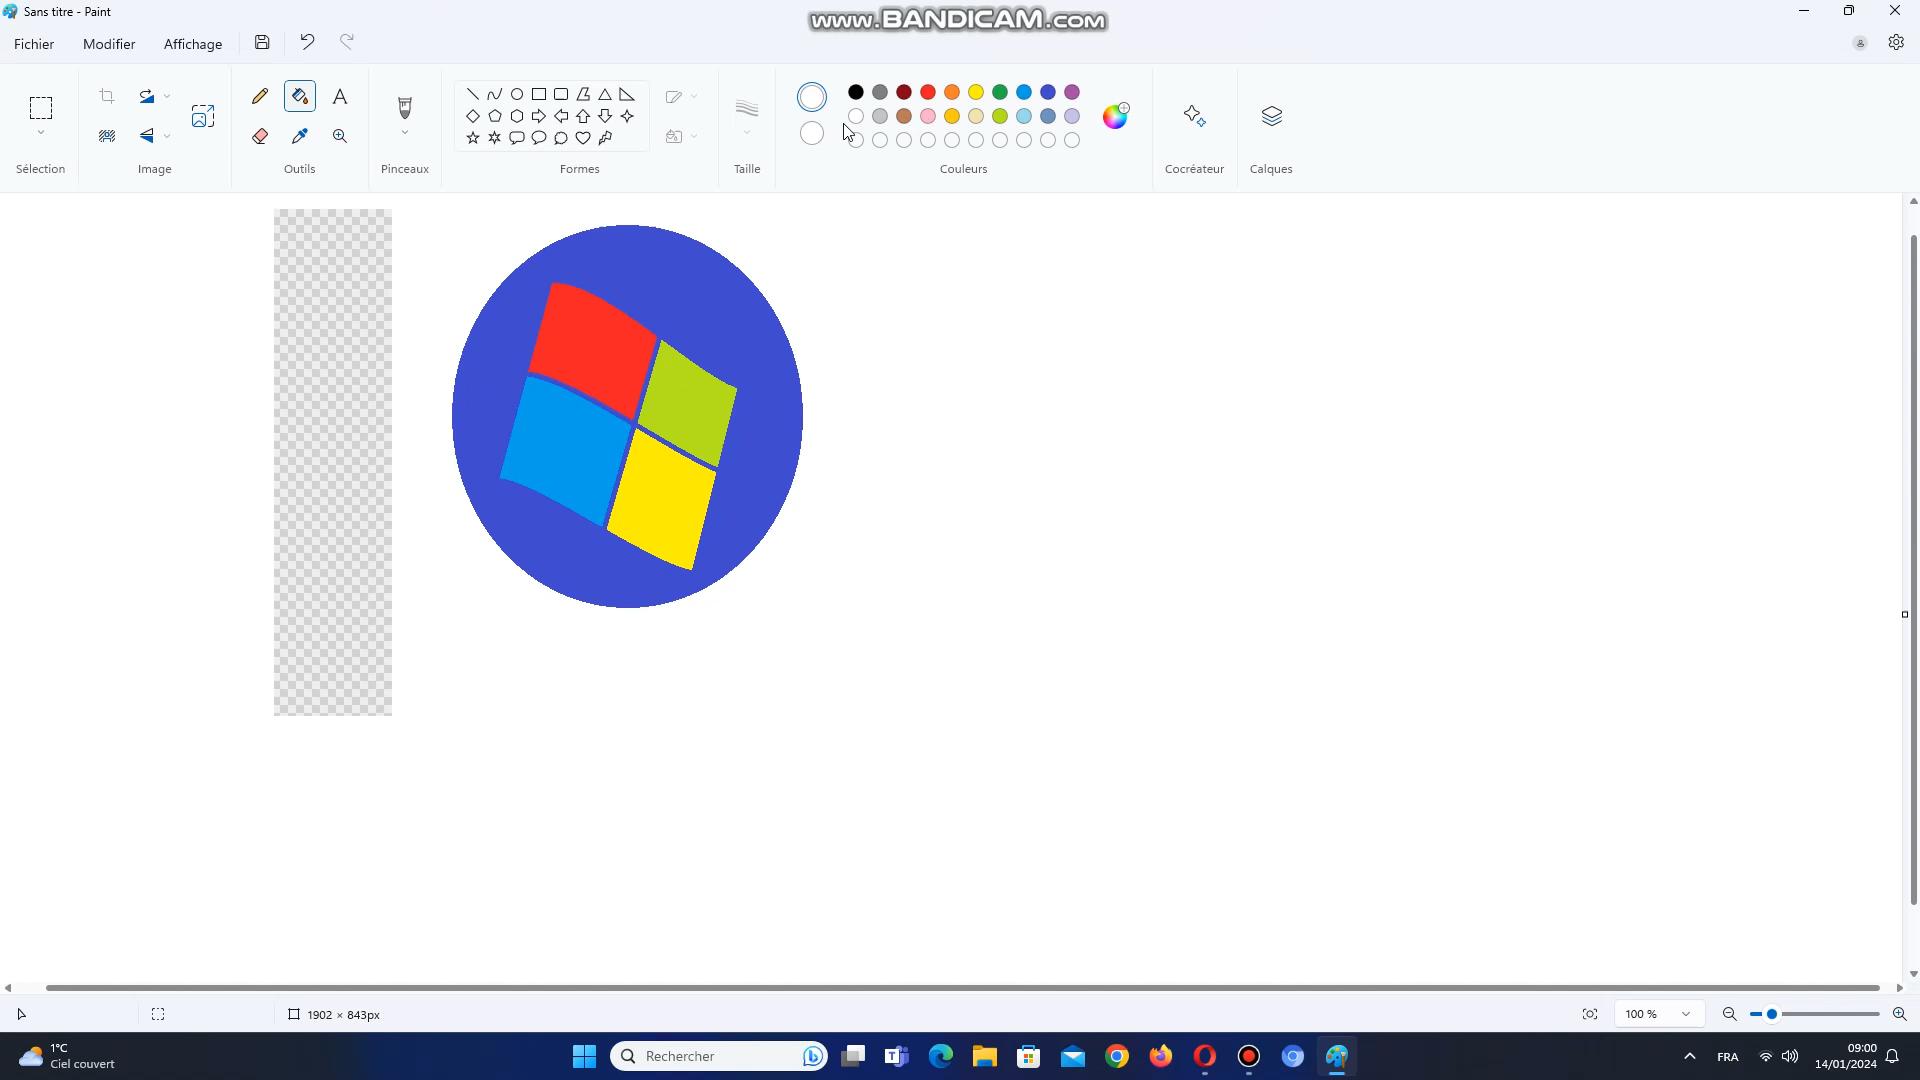 Sans titre - Paint
www.BANDICAM.com
Fichier
Modifier
Affichage
Sélection
Image
Outils
Pinceaux
Formes
Taille
Couleurs
Cocréateur
Calques
1902 × 843px
100 %
1°C
Ciel couvert
Rechercher
FRA
09:00
14/01/2024